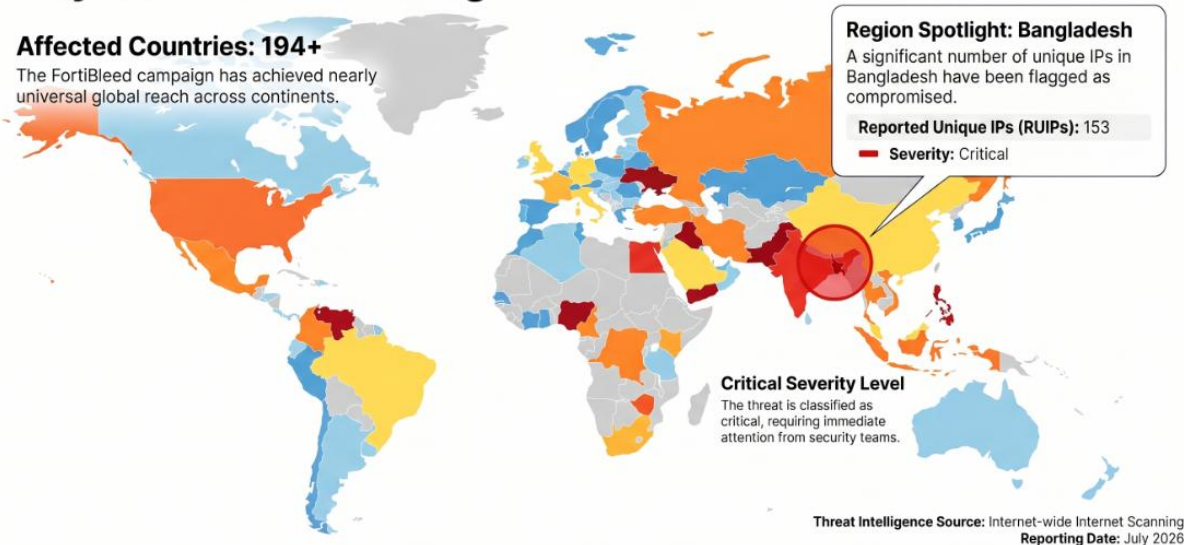 Affected Countries: 194+
The FortiBleed campaign has achieved nearly
universal global reach across continents.
Region Spotlight: Bangladesh
A significant number of unique IPs in
Bangladesh have been flagged as
compromised.
Reported Unique IPs (RUIPs): 153
Severity: Critical
Critical Severity Level
The threat is classified as
critical, requiring immediate
attention from security teams.
Threat Intelligence Source: Internet-wide Internet Scanning
Reporting Date: July 2026